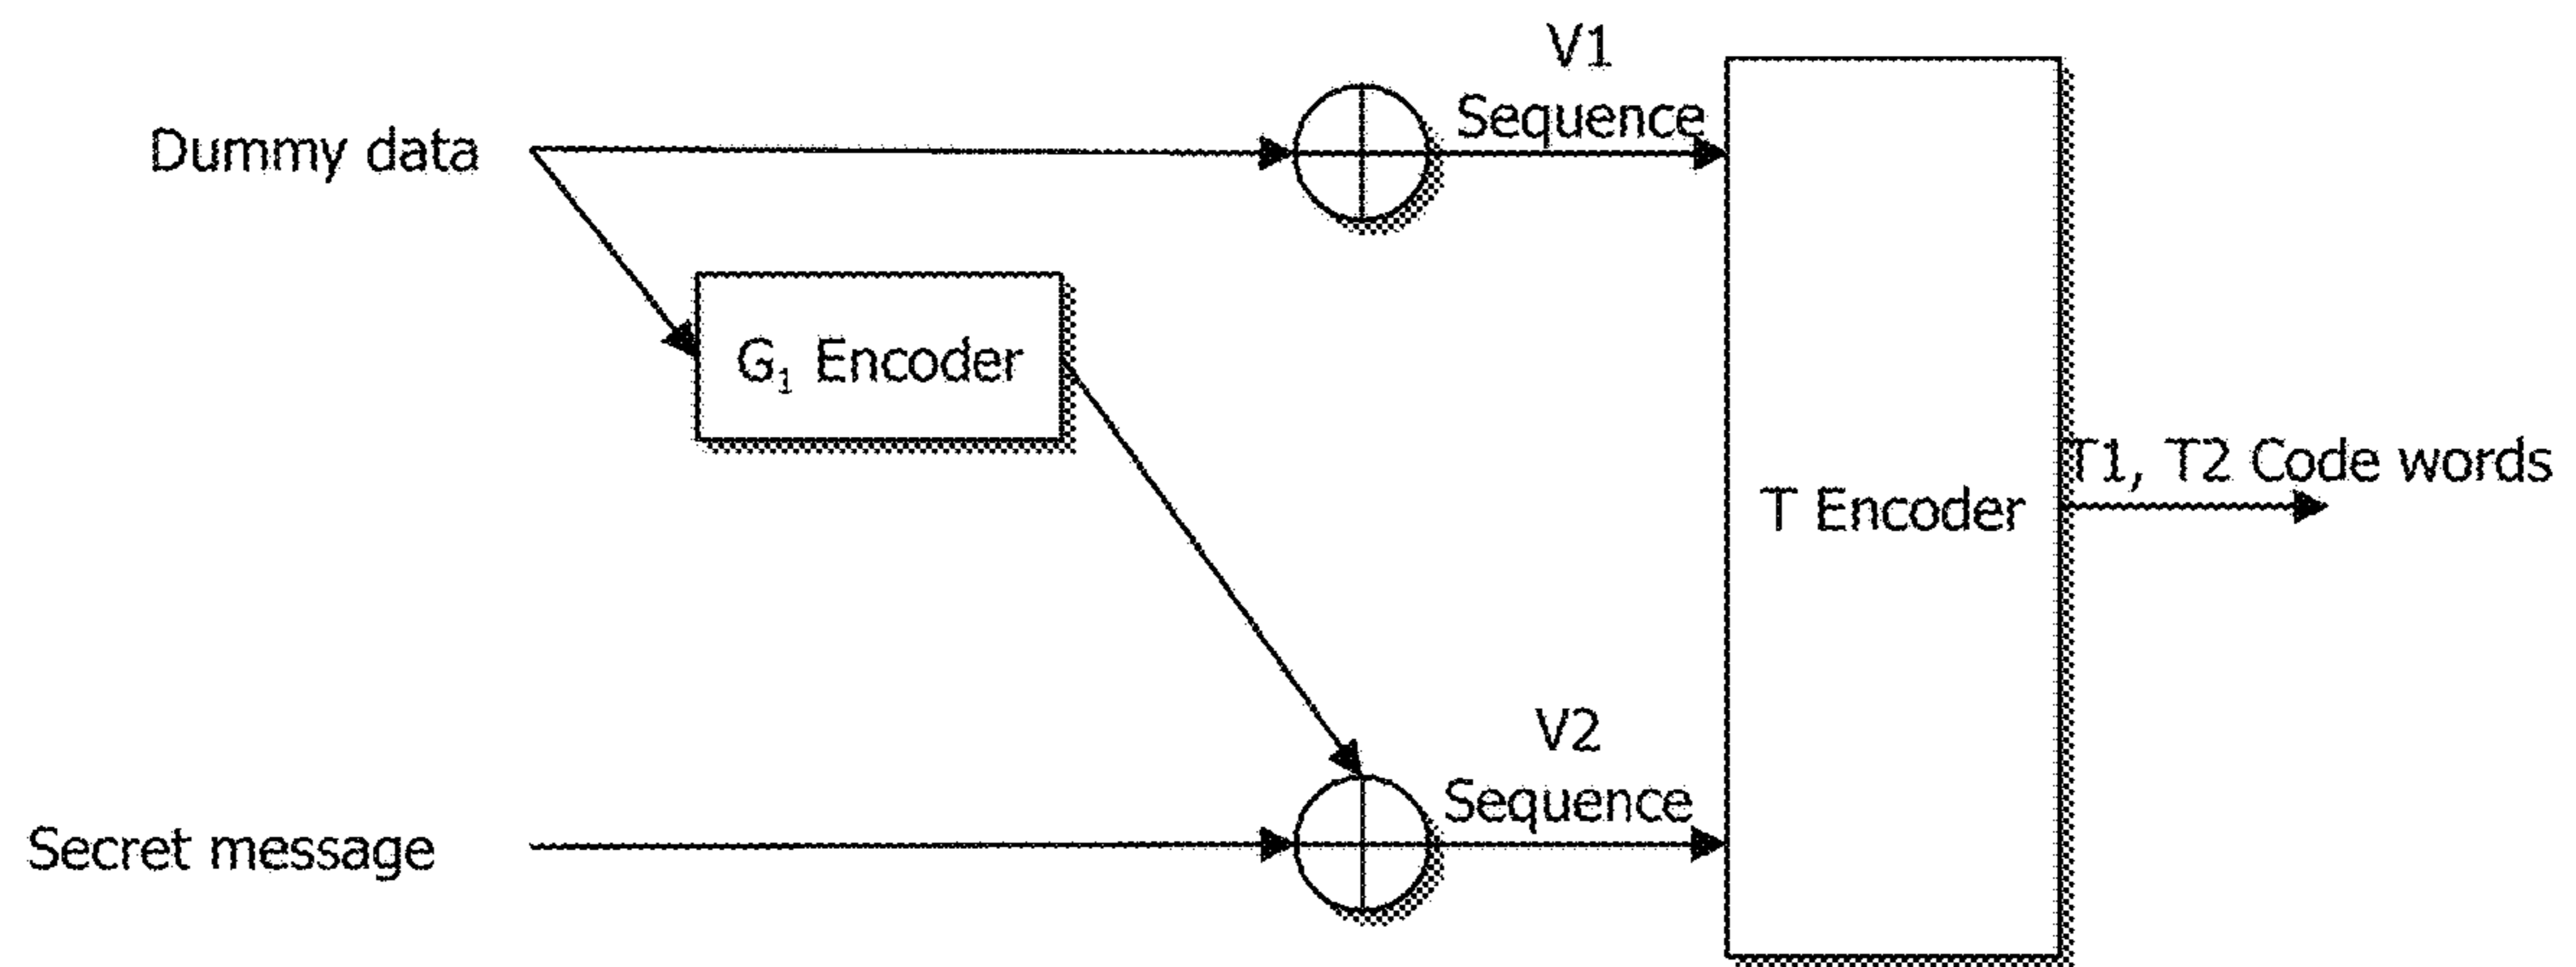 V1
Sequence
Dummy data
G₁ Encoder
T1, T2 Code words
T Encoder
V2
Sequence
Secret message